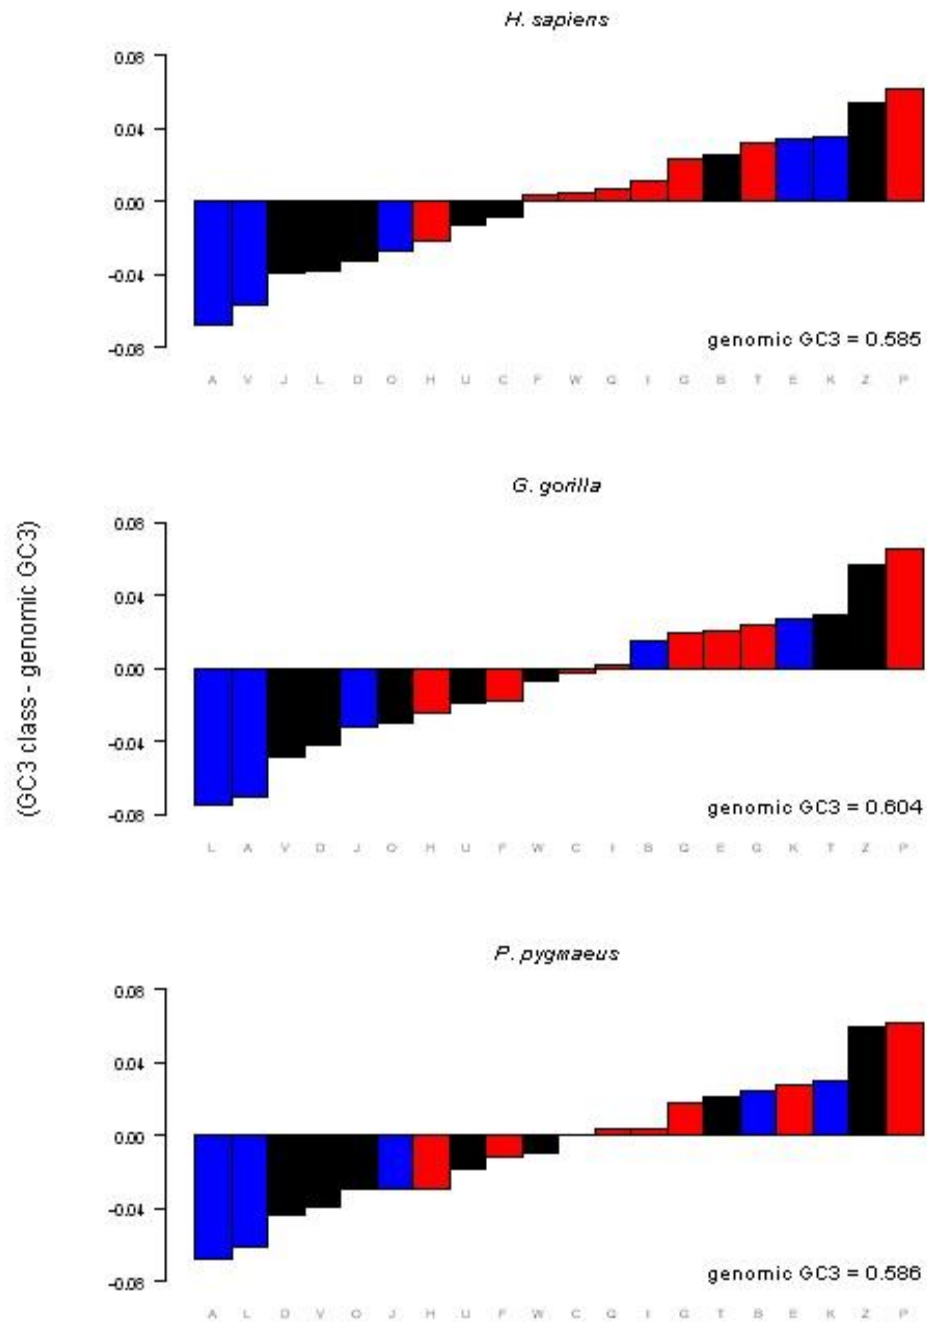 H. sapiens
0.08
0.04
0.00
-0.04
-0.08
genomic GC3 = 0.585
A V J L D O H U C F W Q I G B T E K Z P
G. gorilla
(GC3 class - genomic GC3)
0.08
0.04
0.00
-0.04
-0.08
genomic GC3 = 0.604
L A V D J O H U F W C I B Q E G K T Z P
P. pygmaeus
0.08
0.04
0.00
-0.04
-0.08
genomic GC3 = 0.586
A L D V O J H U F W C Q I G T B E K Z P